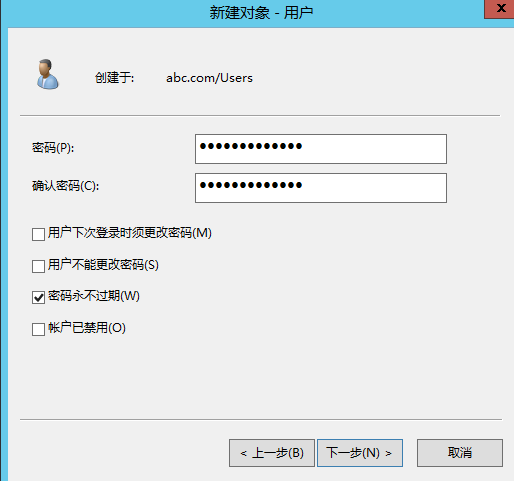 新建对象 - 用户
x
创建于: abc.com/Users
密码(P): •••••••••••••
确认密码(C): •••••••••••••
用户下次登录时须更改密码(M)
用户不能更改密码(S)
密码永不过期(W)
帐户已禁用(O)
< 上一步(B) 下一步(N) > 取消